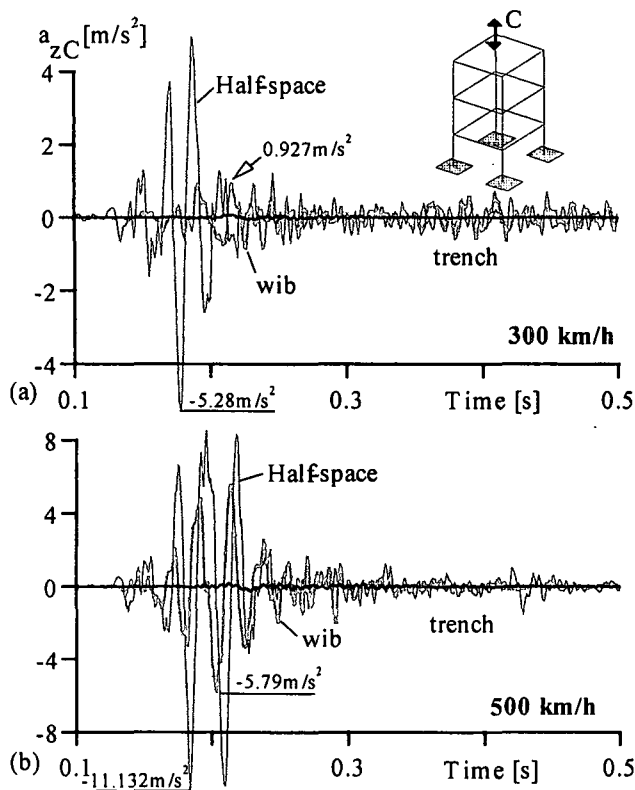 a zC [m/s²]
C
4
Half-space
2
0.927m/s²
0
wib
trench
-2
300 km/h
-4
(a)
0.1
-5.28m/s²
0.3
Time [s]
0.5
8
Half-space
4
0
wib
trench
-4
-5.79m/s²
500 km/h
-8
(b)
0.1
-11.132m/s²
0.3
Time [s]
0.5